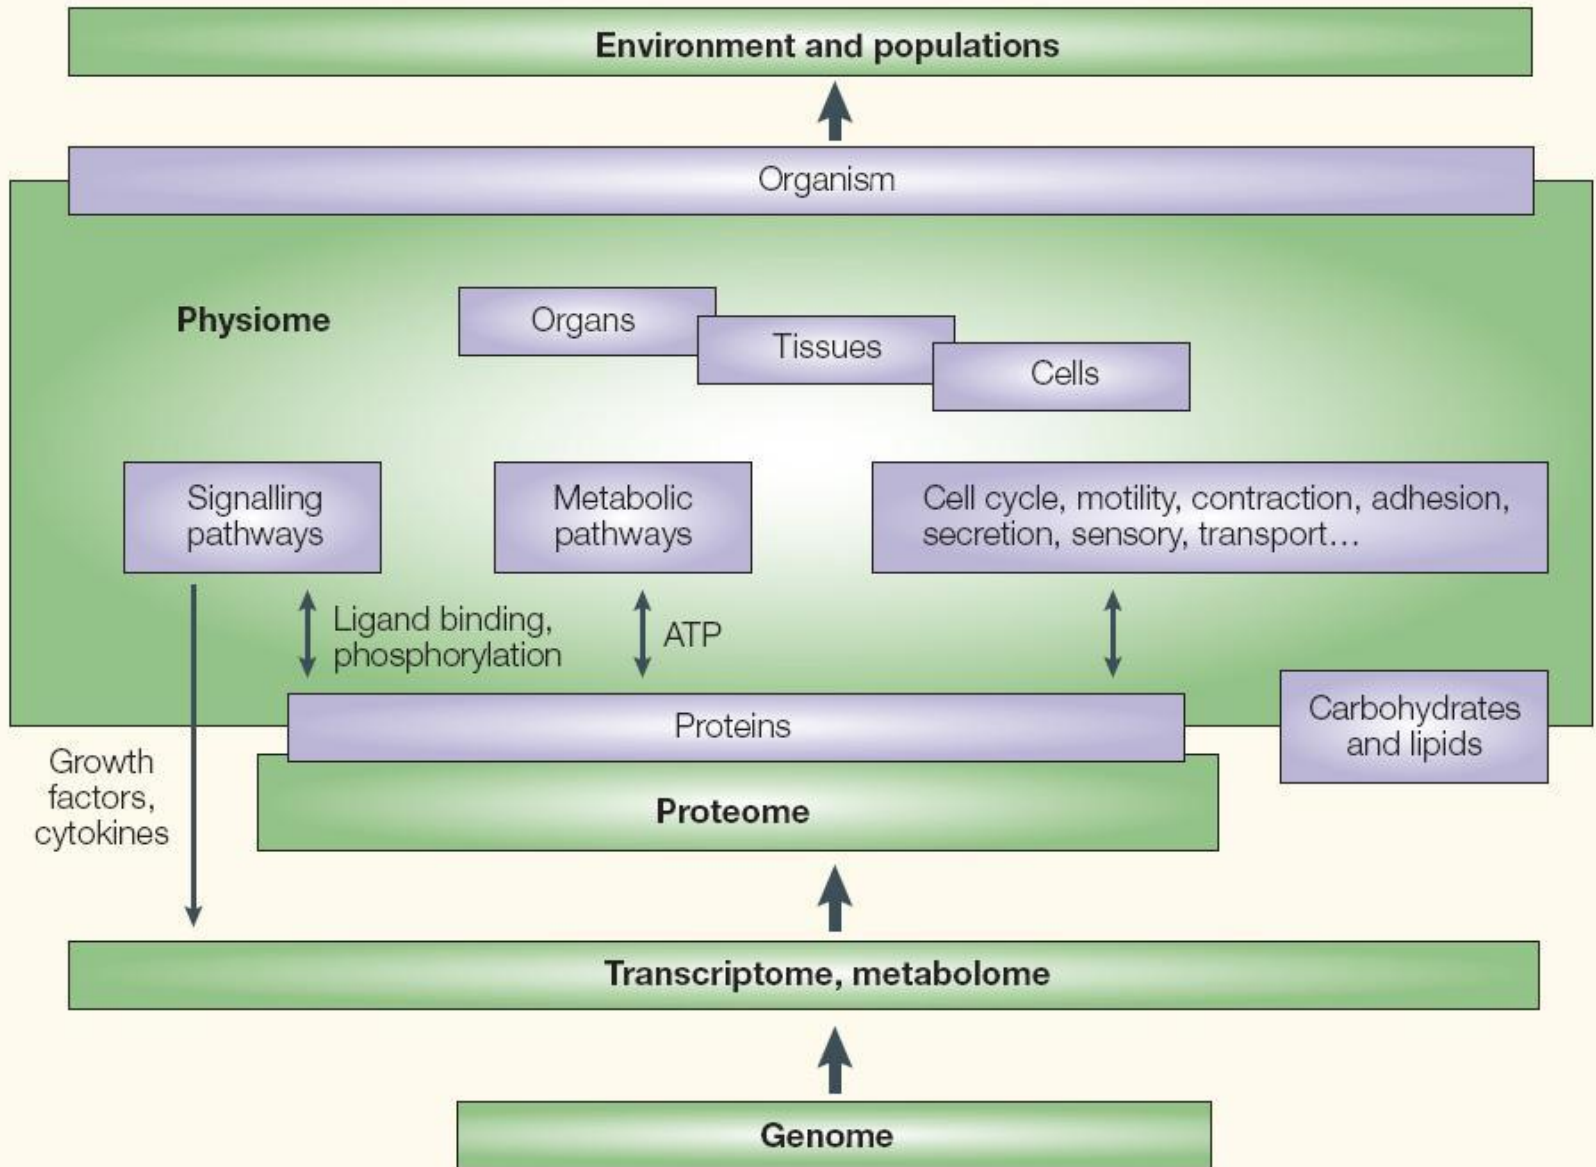 Environment and populations
Organism
Physiome
Organs
Tissues
Cells
Signalling
pathways
Metabolic
pathways
Cell cycle, motility, contraction, adhesion,
secretion, sensory, transport...
Ligand binding,
phosphorylation
ATP
Proteins
Carbohydrates
and lipids
Growth
factors,
cytokines
Proteome
Transcriptome, metabolome
Genome